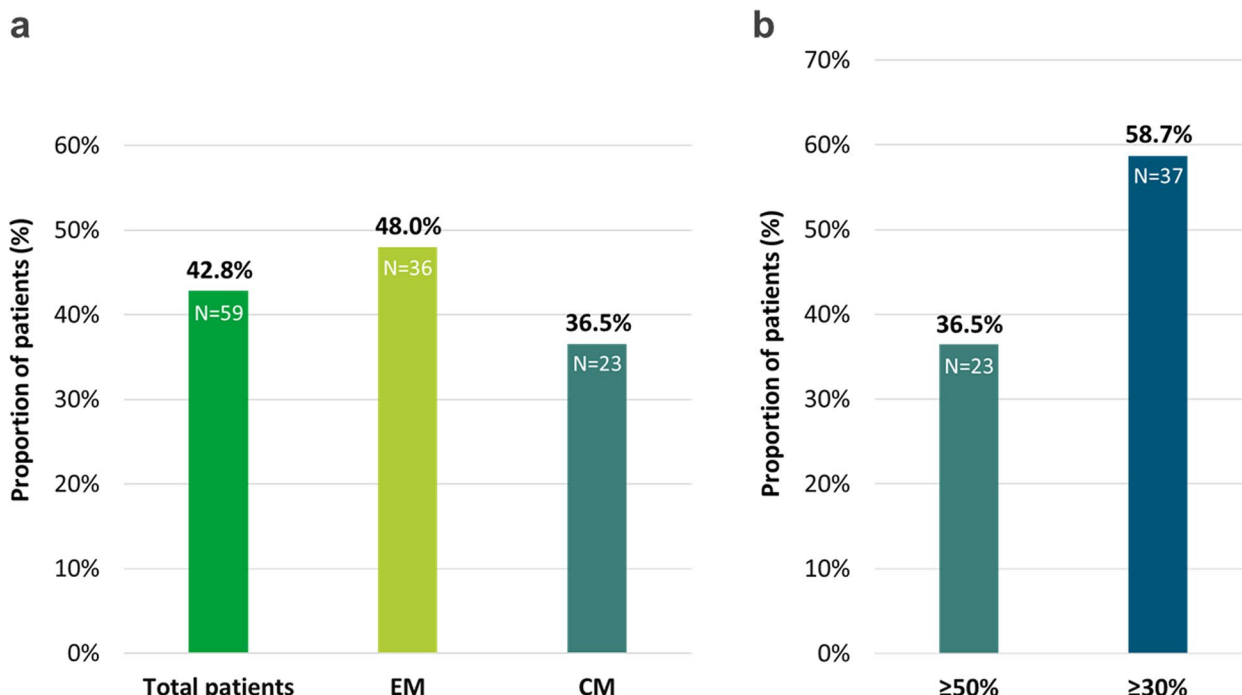 a
Proportion of patients (%)
60%
50%
40%
30%
20%
10%
0%
42.8%
N=59
48.0%
N=36
36.5%
N=23
Total patients
EM
CM
b
Proportion of patients (%)
70%
60%
50%
40%
30%
20%
10%
0%
36.5%
N=23
58.7%
N=37
≥50%
≥30%